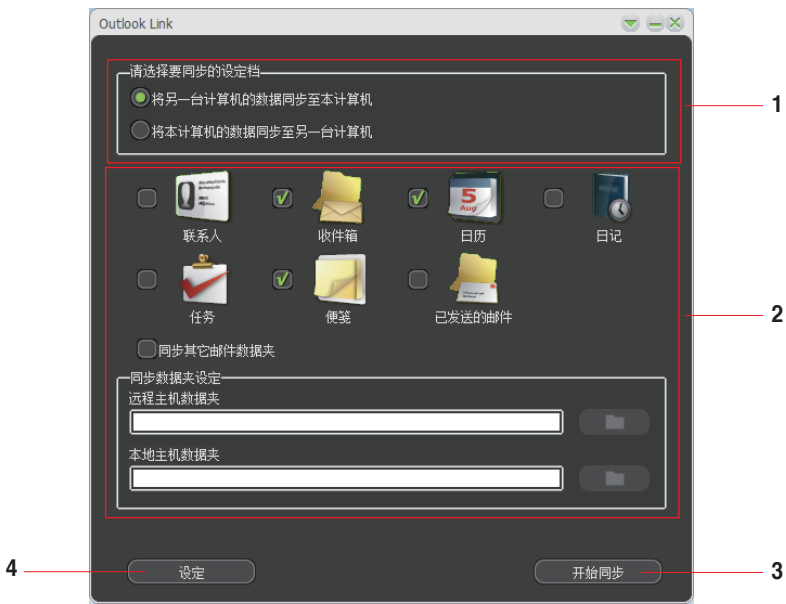 Outlook Link
请选择要同步的设定档
将另一台计算机的数据同步至本计算机
1
将本计算机的数据同步至另一台计算机
5
Aug
联系人 收件箱 日历 日记
任务 便笺 已发送的邮件
2
同步其它邮件数据夹
同步数据夹设定
远程主机数据夹
本地主机数据夹
4 设定 开始同步 3